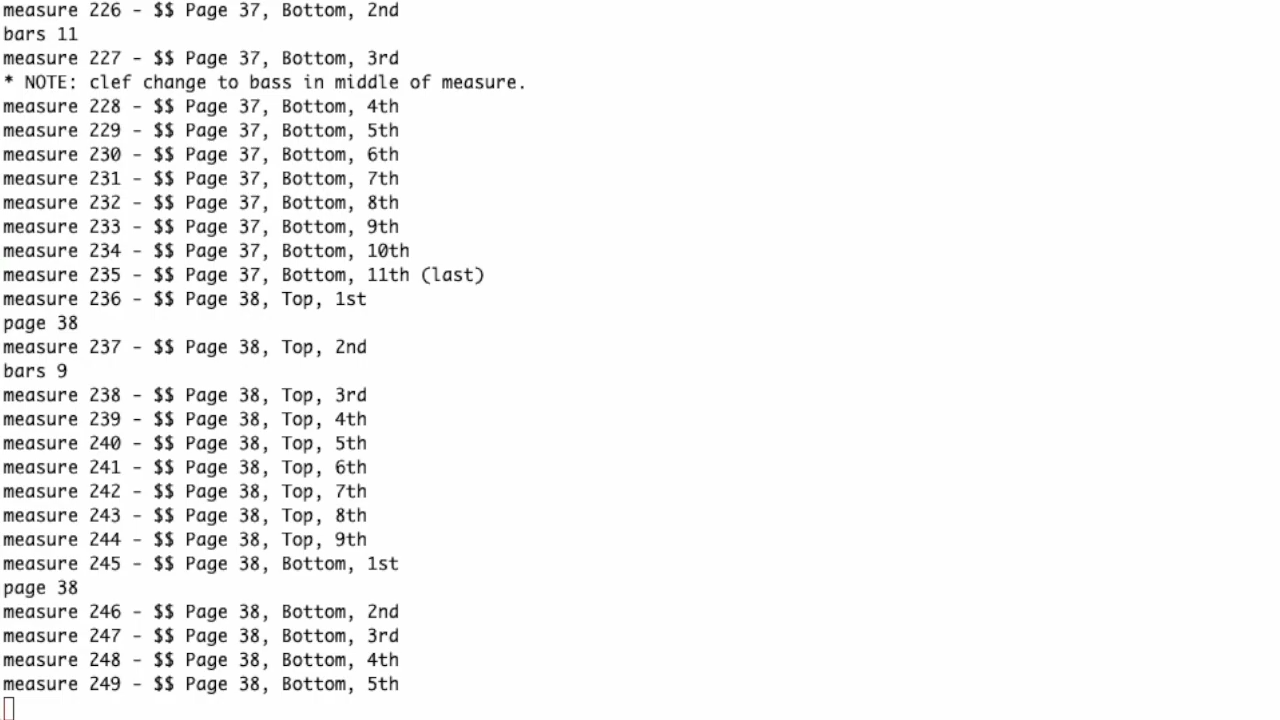 measure 226 - $$ Page 37, Bottom, 2nd
bars 11
measure 227 - $$ Page 37, Bottom, 3rd
* NOTE: clef change to bass in middle of measure.
measure 228 - $$ Page 37, Bottom, 4th
measure 229 - $$ Page 37, Bottom, 5th
measure 230 - $$ Page 37, Bottom, 6th
measure 231 - $$ Page 37, Bottom, 7th
measure 232 - $$ Page 37, Bottom, 8th
measure 233 - $$ Page 37, Bottom, 9th
measure 234 - $$ Page 37, Bottom, 10th
measure 235 - $$ Page 37, Bottom, 11th (last)
measure 236 - $$ Page 38, Top, 1st
page 38
measure 237 - $$ Page 38, Top, 2nd
bars 9
measure 238 - $$ Page 38, Top, 3rd
measure 239 - $$ Page 38, Top, 4th
measure 240 - $$ Page 38, Top, 5th
measure 241 - $$ Page 38, Top, 6th
measure 242 - $$ Page 38, Top, 7th
measure 243 - $$ Page 38, Top, 8th
measure 244 - $$ Page 38, Top, 9th
measure 245 - $$ Page 38, Bottom, 1st
page 38
measure 246 - $$ Page 38, Bottom, 2nd
measure 247 - $$ Page 38, Bottom, 3rd
measure 248 - $$ Page 38, Bottom, 4th
measure 249 - $$ Page 38, Bottom, 5th